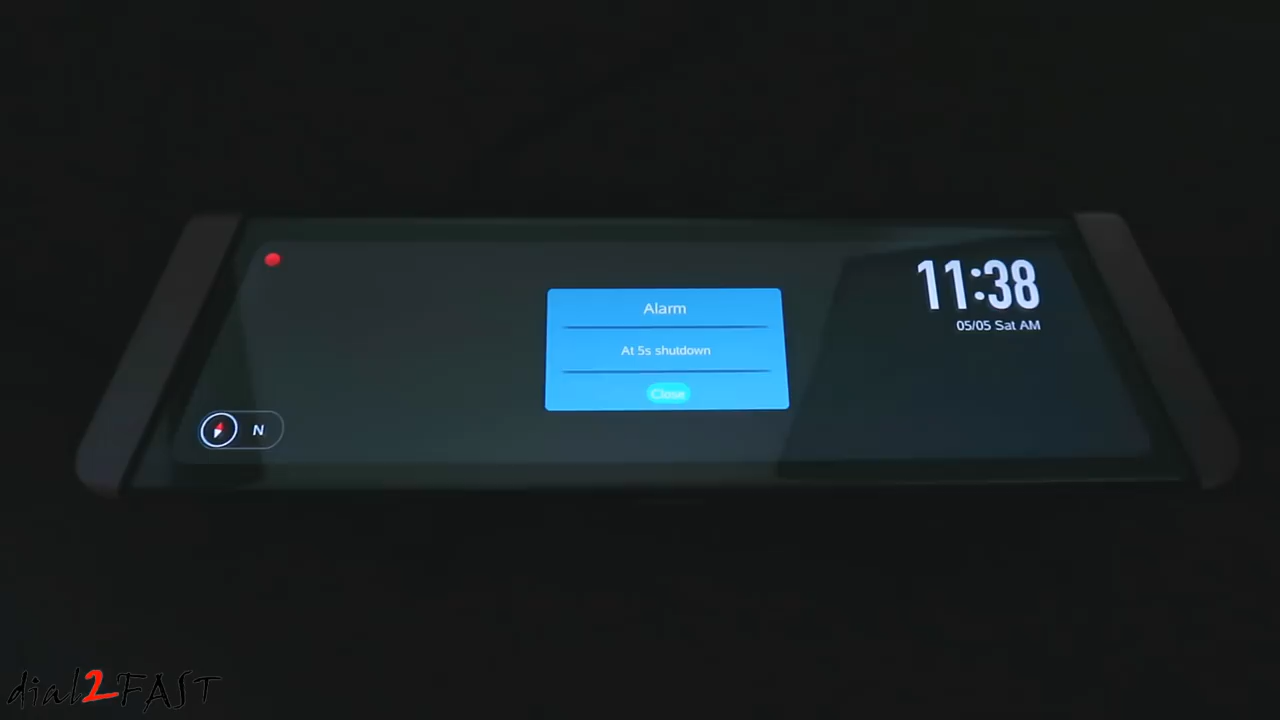 11:38
Alarm
05/05 Sat AM
At 5s shutdown
Close
N
dial2FAST